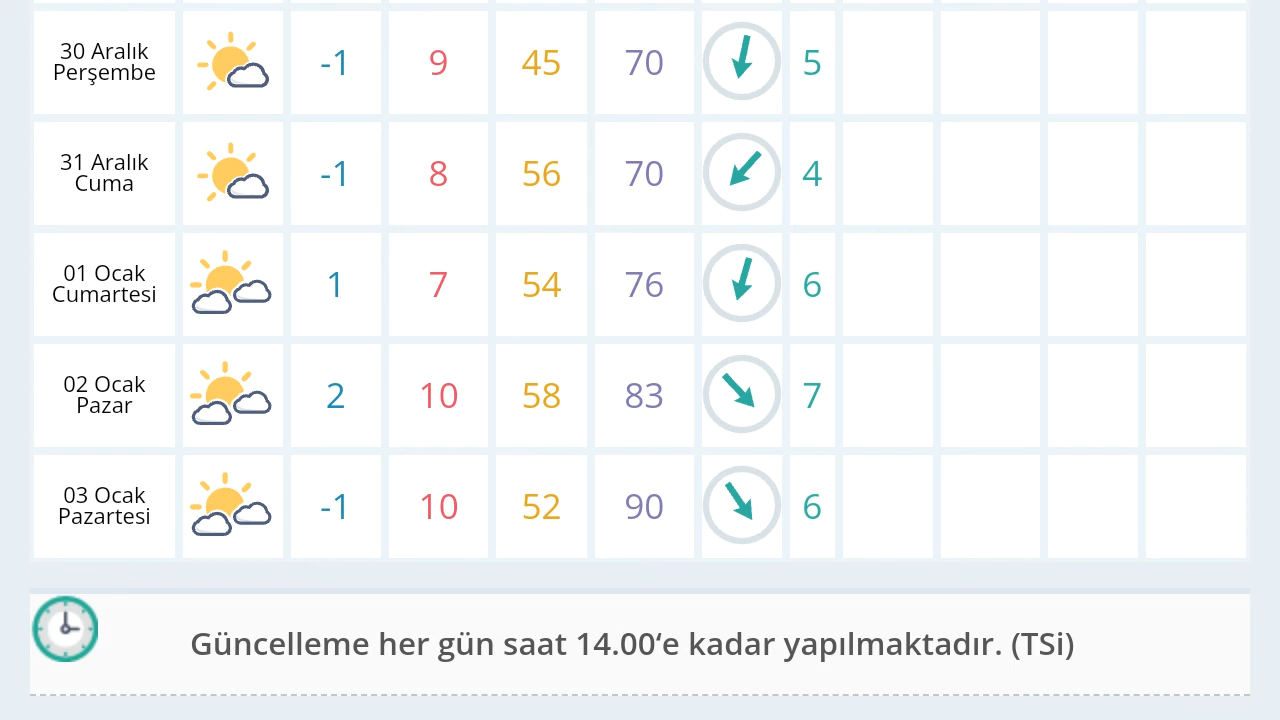 30 Aralık
Perşembe
-1 9 45 70 5
31 Aralık
Cuma
-1 8 56 70 4
01 Ocak
Cumartesi
1 7 54 76 6
02 Ocak
Pazar
2 10 58 83 7
03 Ocak
Pazartesi
-1 10 52 90 6
Güncelleme her gün saat 14.00‘e kadar yapılmaktadır. (TSi)